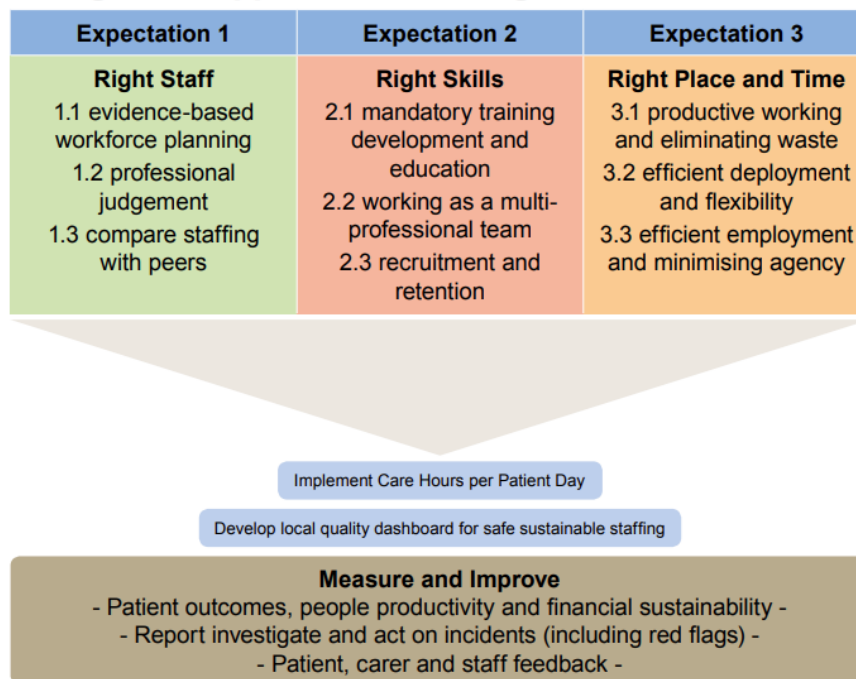 Expectation 1
Expectation 2
Expectation 3
Right Staff
1.1 evidence-based
workforce planning
1.2 professional
judgement
1.3 compare staffing
with peers
Right Skills
2.1 mandatory training
development and
education
2.2 working as a multi-
professional team
2.3 recruitment and
retention
Right Place and Time
3.1 productive working
and eliminating waste
3.2 efficient deployment
and flexibility
3.3 efficient employment
and minimising agency
Implement Care Hours per Patient Day
Develop local quality dashboard for safe sustainable staffing
Measure and Improve
- Patient outcomes, people productivity and financial sustainability -
- Report investigate and act on incidents (including red flags) -
- Patient, carer and staff feedback -